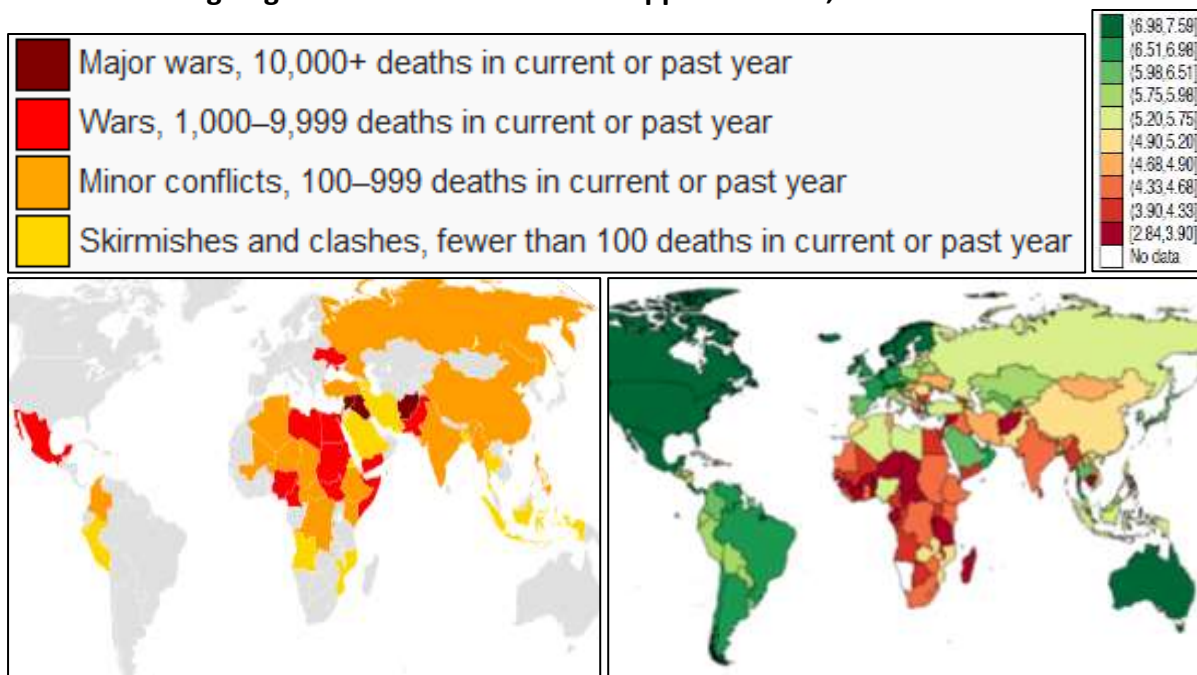 Major wars, 10,000+ deaths in current or past year
Wars, 1,000–9,999 deaths in current or past year
Minor conflicts, 100–999 deaths in current or past year
Skirmishes and clashes, fewer than 100 deaths in current or past year
(6.98,7.59]
(6.51,6.98]
(5.98,6.51]
(5.75,5.98]
(5.20,5.75]
(4.90,5.20]
(4.68,4.90]
(4.33,4.68]
(3.90,4.33]
[2.84,3.90]
No data